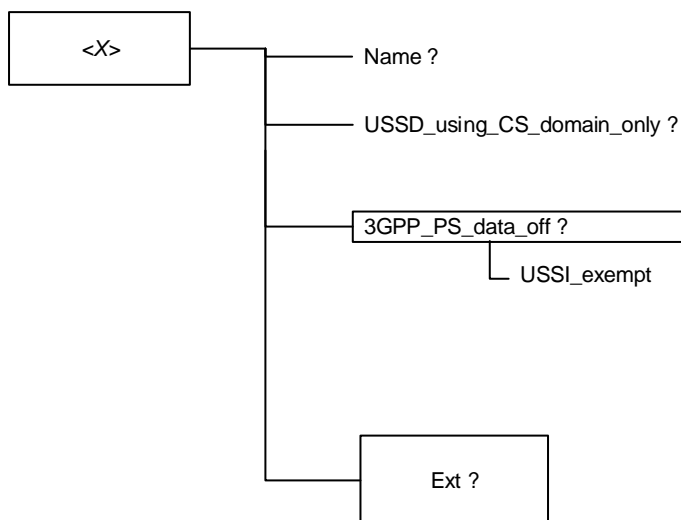 <X>
Name ?
USSD_using_CS_domain_only ?
3GPP_PS_data_off ?
USSI_exempt
Ext ?